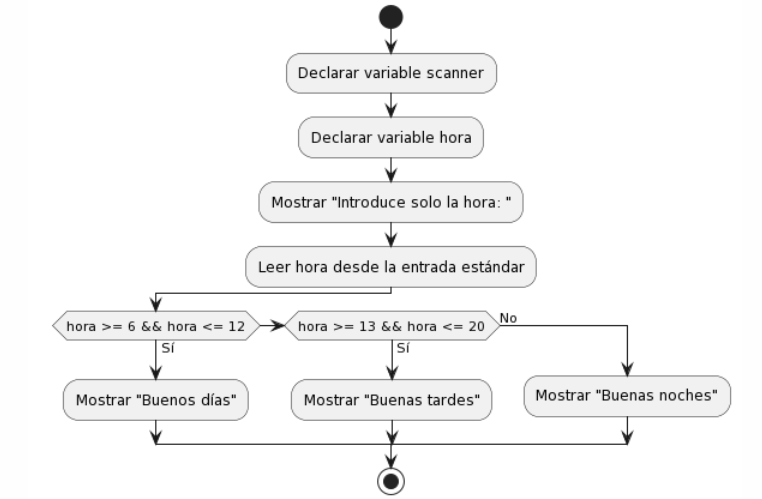 Declarar variable scanner
Declarar variable hora
Mostrar "Introduce solo la hora: "
Leer hora desde la entrada estándar
hora >= 6 && hora <= 12
hora >= 13 && hora <= 20
No
Sí
Sí
Mostrar "Buenos días"
Mostrar "Buenas tardes"
Mostrar "Buenas noches"